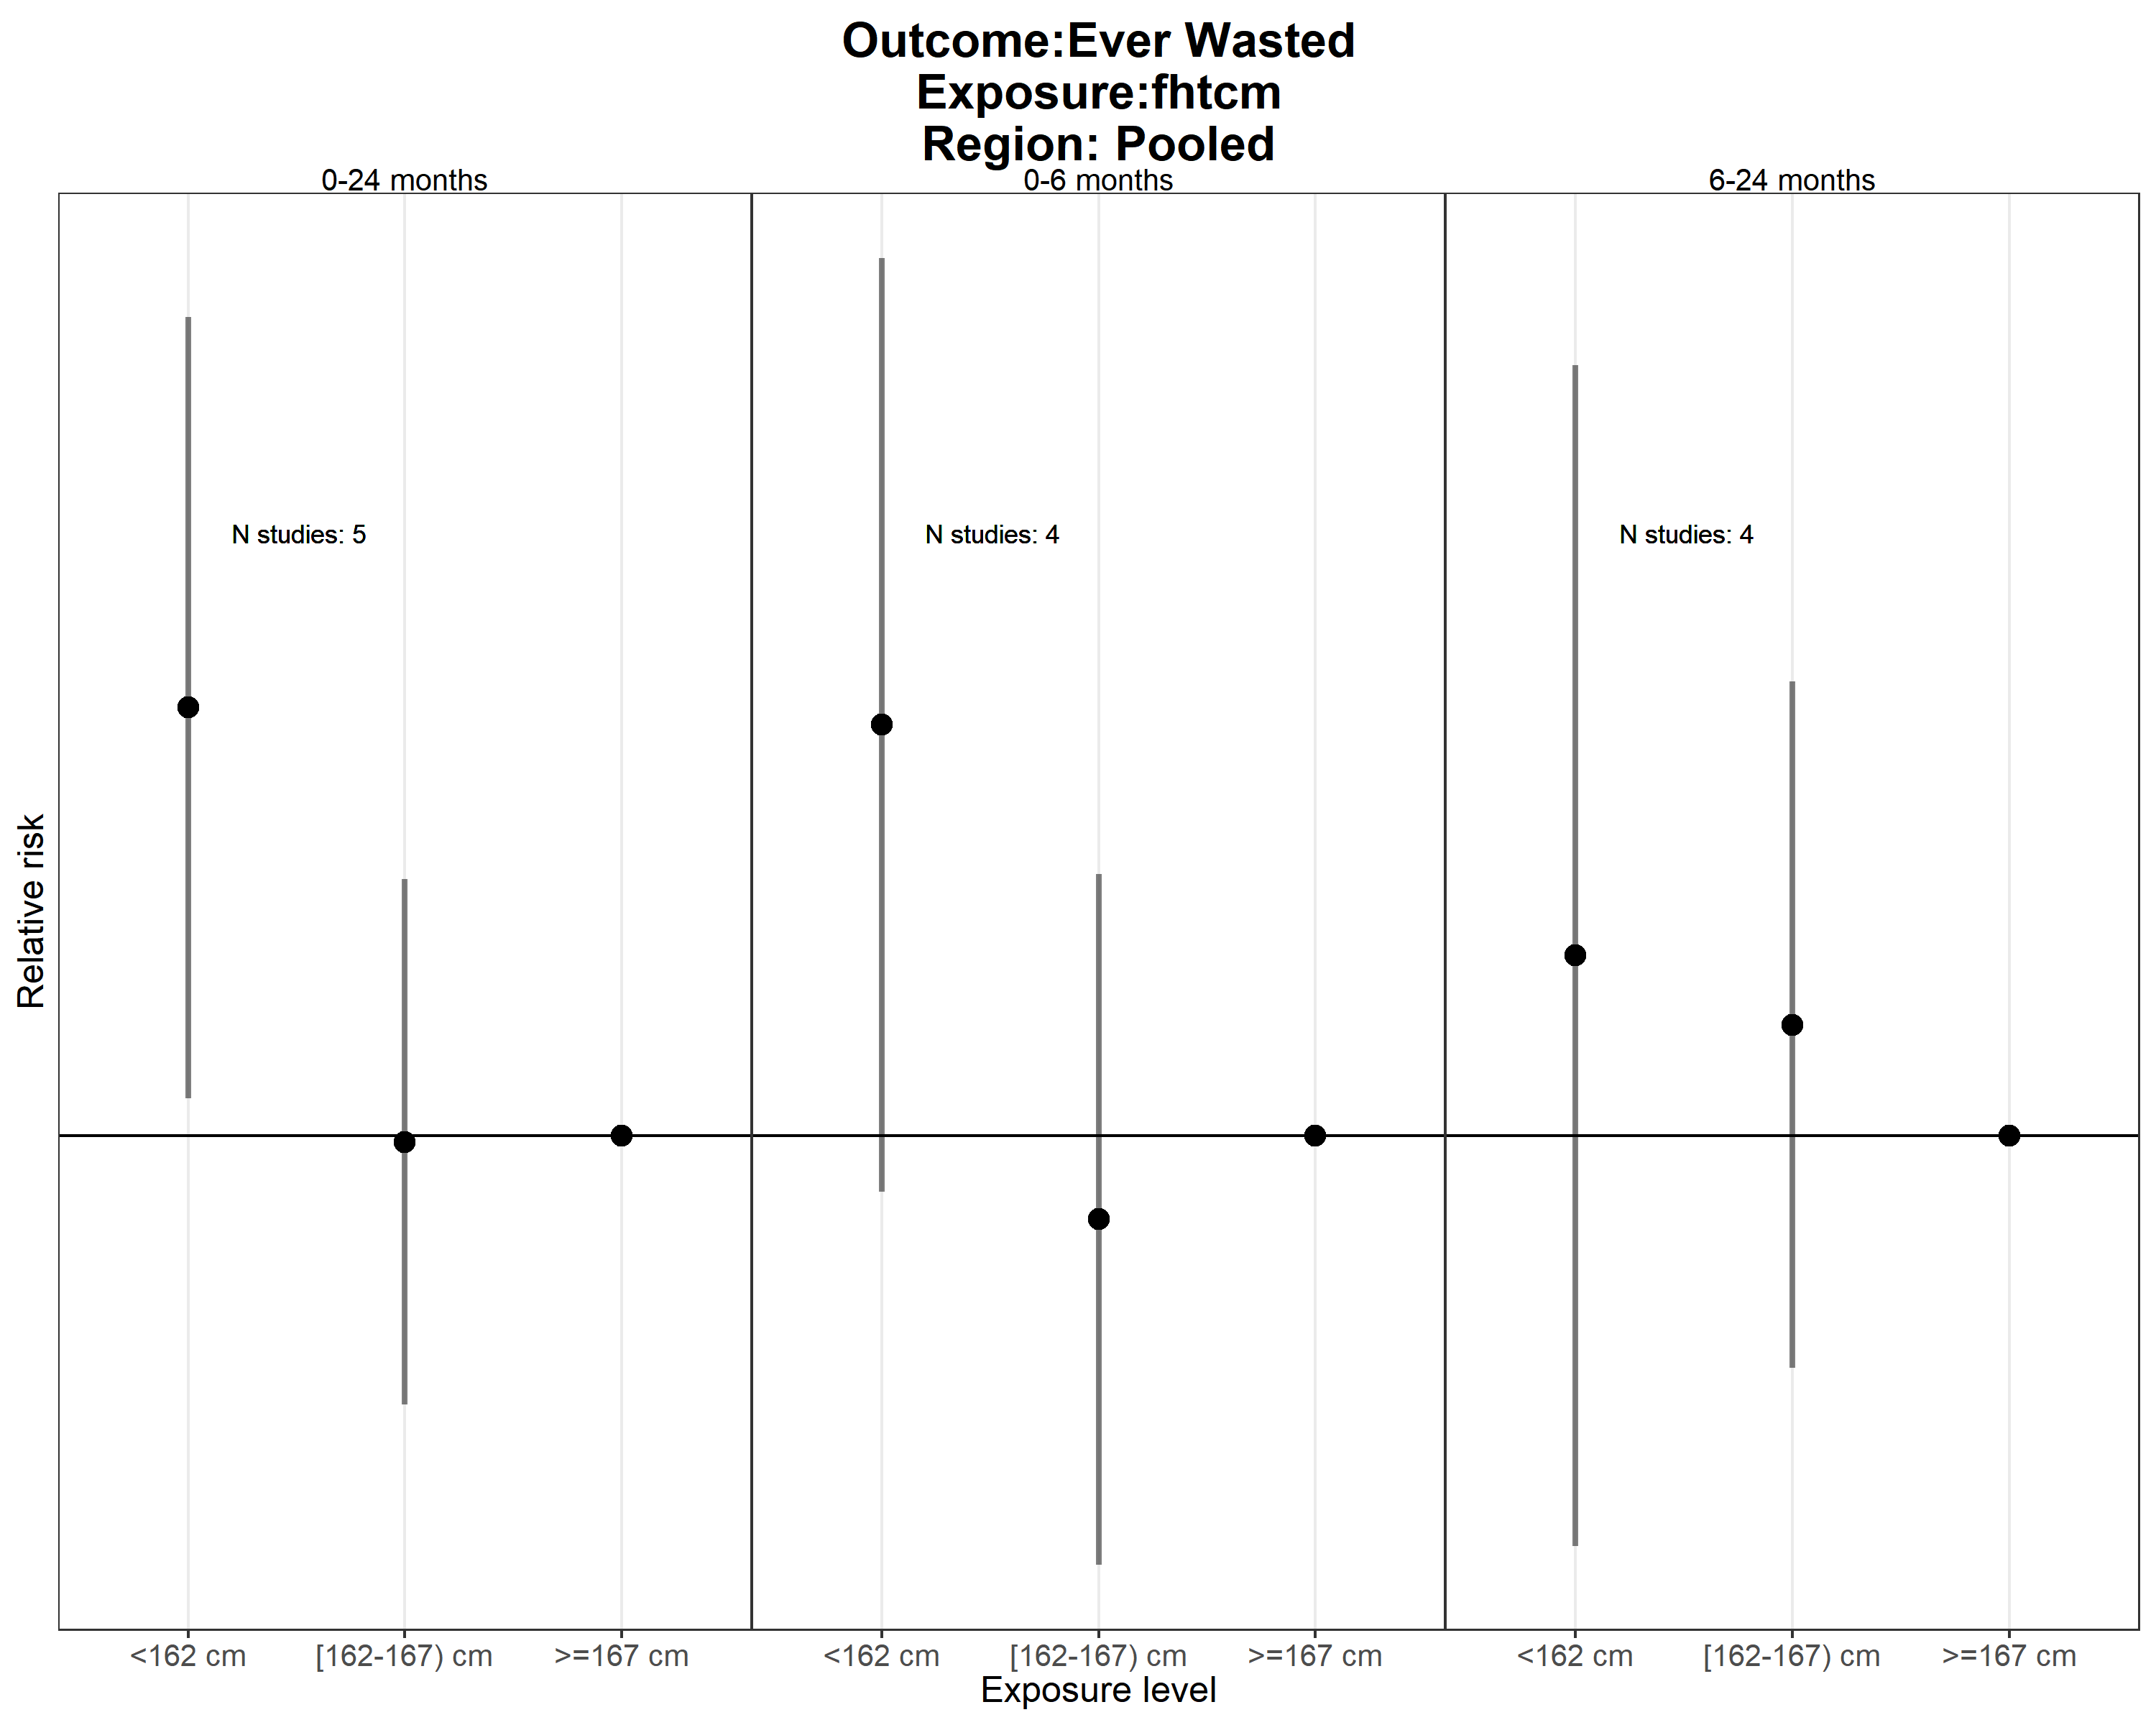 Outcome:Ever Wasted
Exposure:fhtcm
Region: Pooled
0-24 months
0-6 months
6-24 months
N studies: 5
N studies: 4
N studies: 4
Relative risk
<162 cm
[162-167) cm
>=167 cm
<162 cm
[162-167) cm
>=167 cm
<162 cm
[162-167) cm
>=167 cm
Exposure level